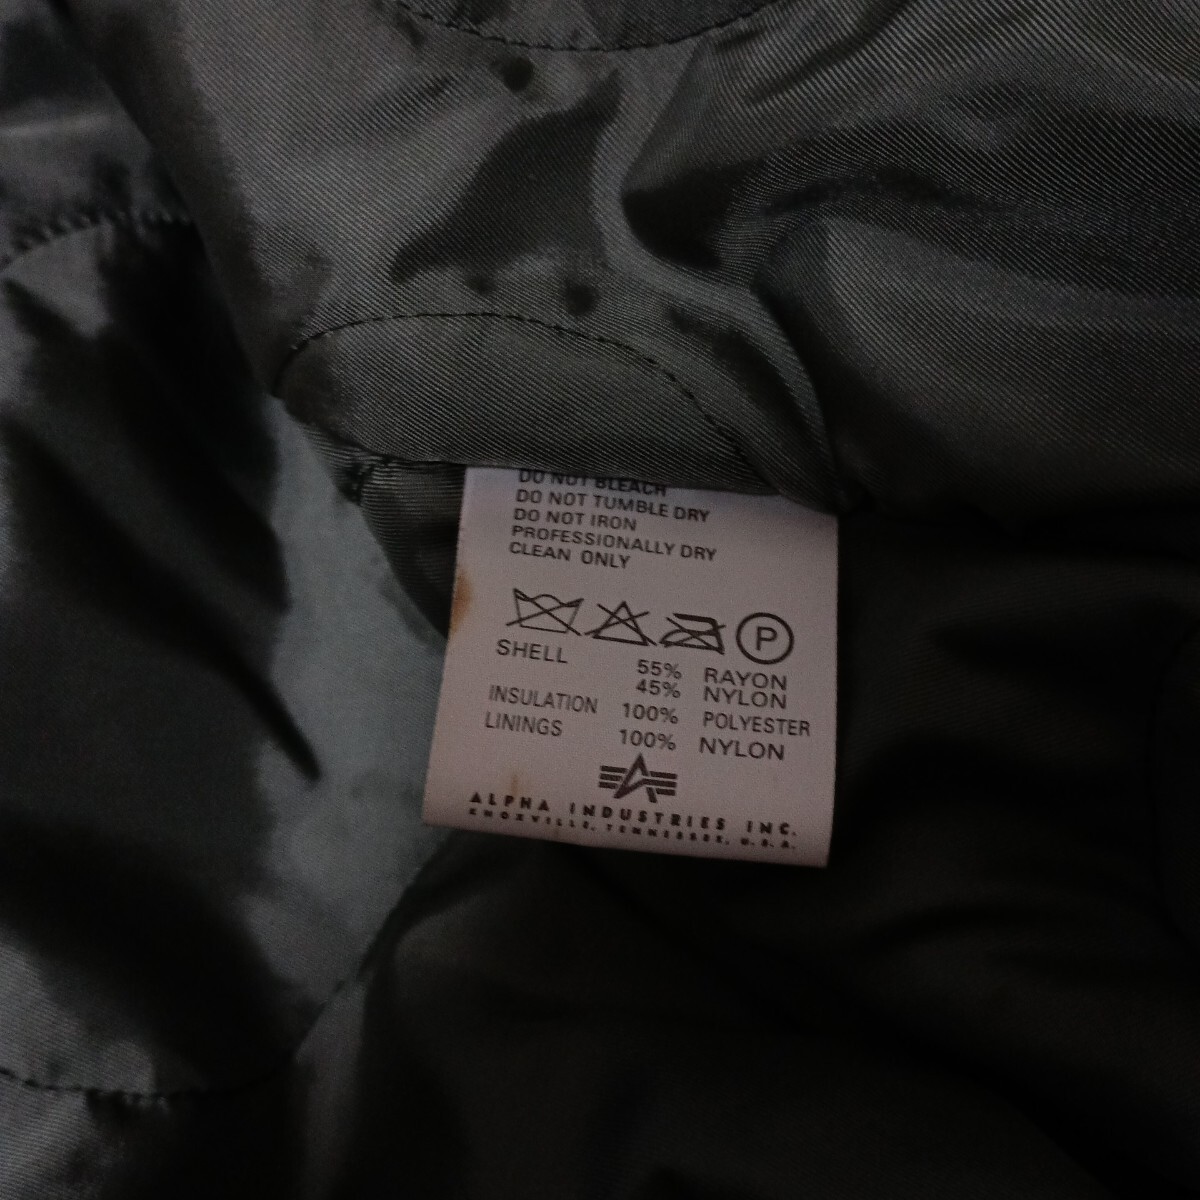 DO NOT BLEACH
DO NOT TUMBLE DRY
DO NOT IRON
PROFESSIONALLY DRY
CLEAN ONLY
P
SHELL 55% RAYON
45% NYLON
INSULATION 100% POLYESTER
LININGS 100% NYLON
ALPHA INDUSTRIES INC.
KNOXVILLE, TENNESSEE, U.S.A.